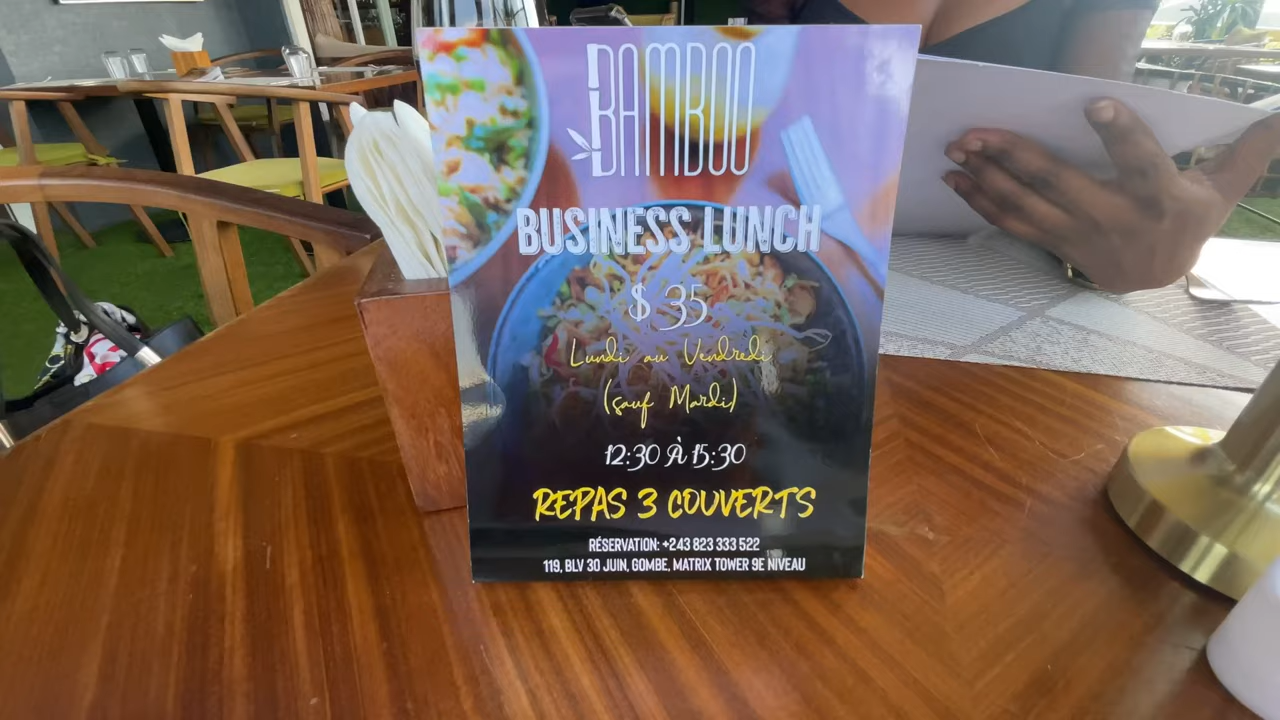 BAMBOO
BUSINESS LUNCH
$ 35
Lundi au Vendredi
(sauf Mardi)
12:30 À 15:30
REPAS 3 COUVERTS
RÉSERVATION: +243 823 333 522
119, BLV 30 JUIN, GOMBE, MATRIX TOWER 9E NIVEAU